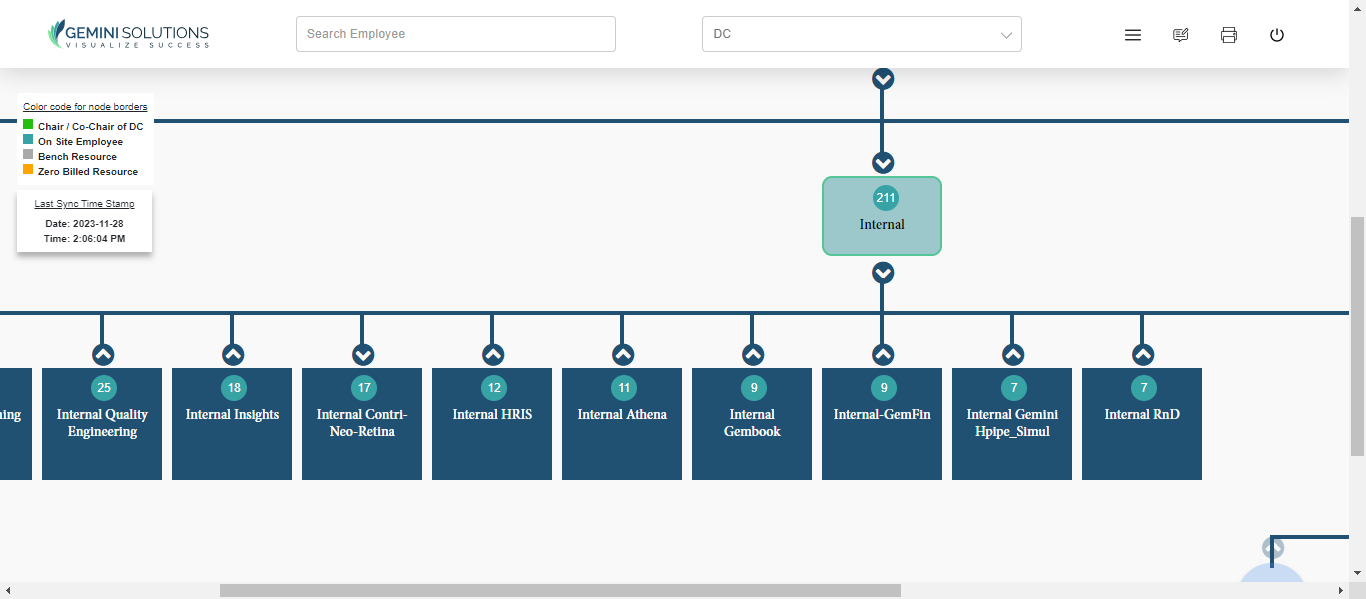 GEMINI SOLUTIONS
VISUALIZE SUCCESS
Search Employee
DC
Color code for node borders
Chair / Co-Chair of DC
On Site Employee
Bench Resource
Zero Billed Resource
Last Sync Time Stamp
Date: 2023-11-28
Time: 2:06:04 PM
211
Internal
ing
25
Internal Quality
Engineering
18
Internal Insights
17
Internal Contri-
Neo-Retina
12
Internal HRIS
11
Internal Athena
9
Internal
Gembook
9
Internal-GemFin
7
Internal Gemini
Hpipe_Simul
7
Internal RnD